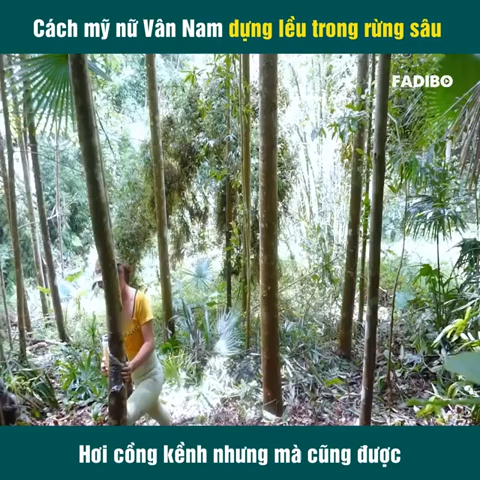 Cách mỹ nữ Vân Nam dựng lều trong rừng sâu
FADIBO
Hơi cồng kềnh nhưng mà cũng được